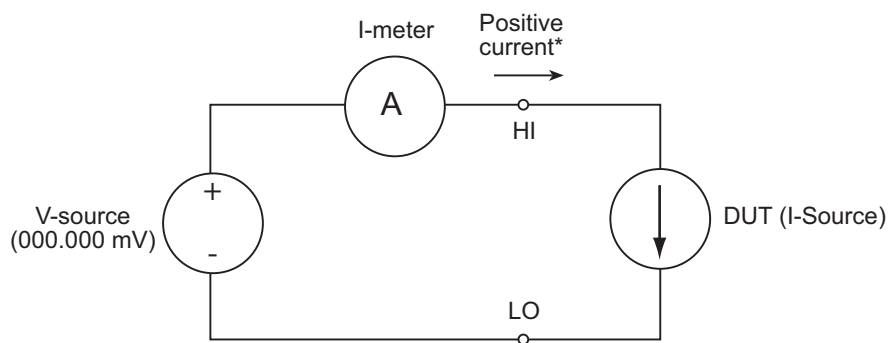 I-meter
Positive
current*
A
HI
+
V-source
(000.000 mV)
-
DUT (I-Source)
LO